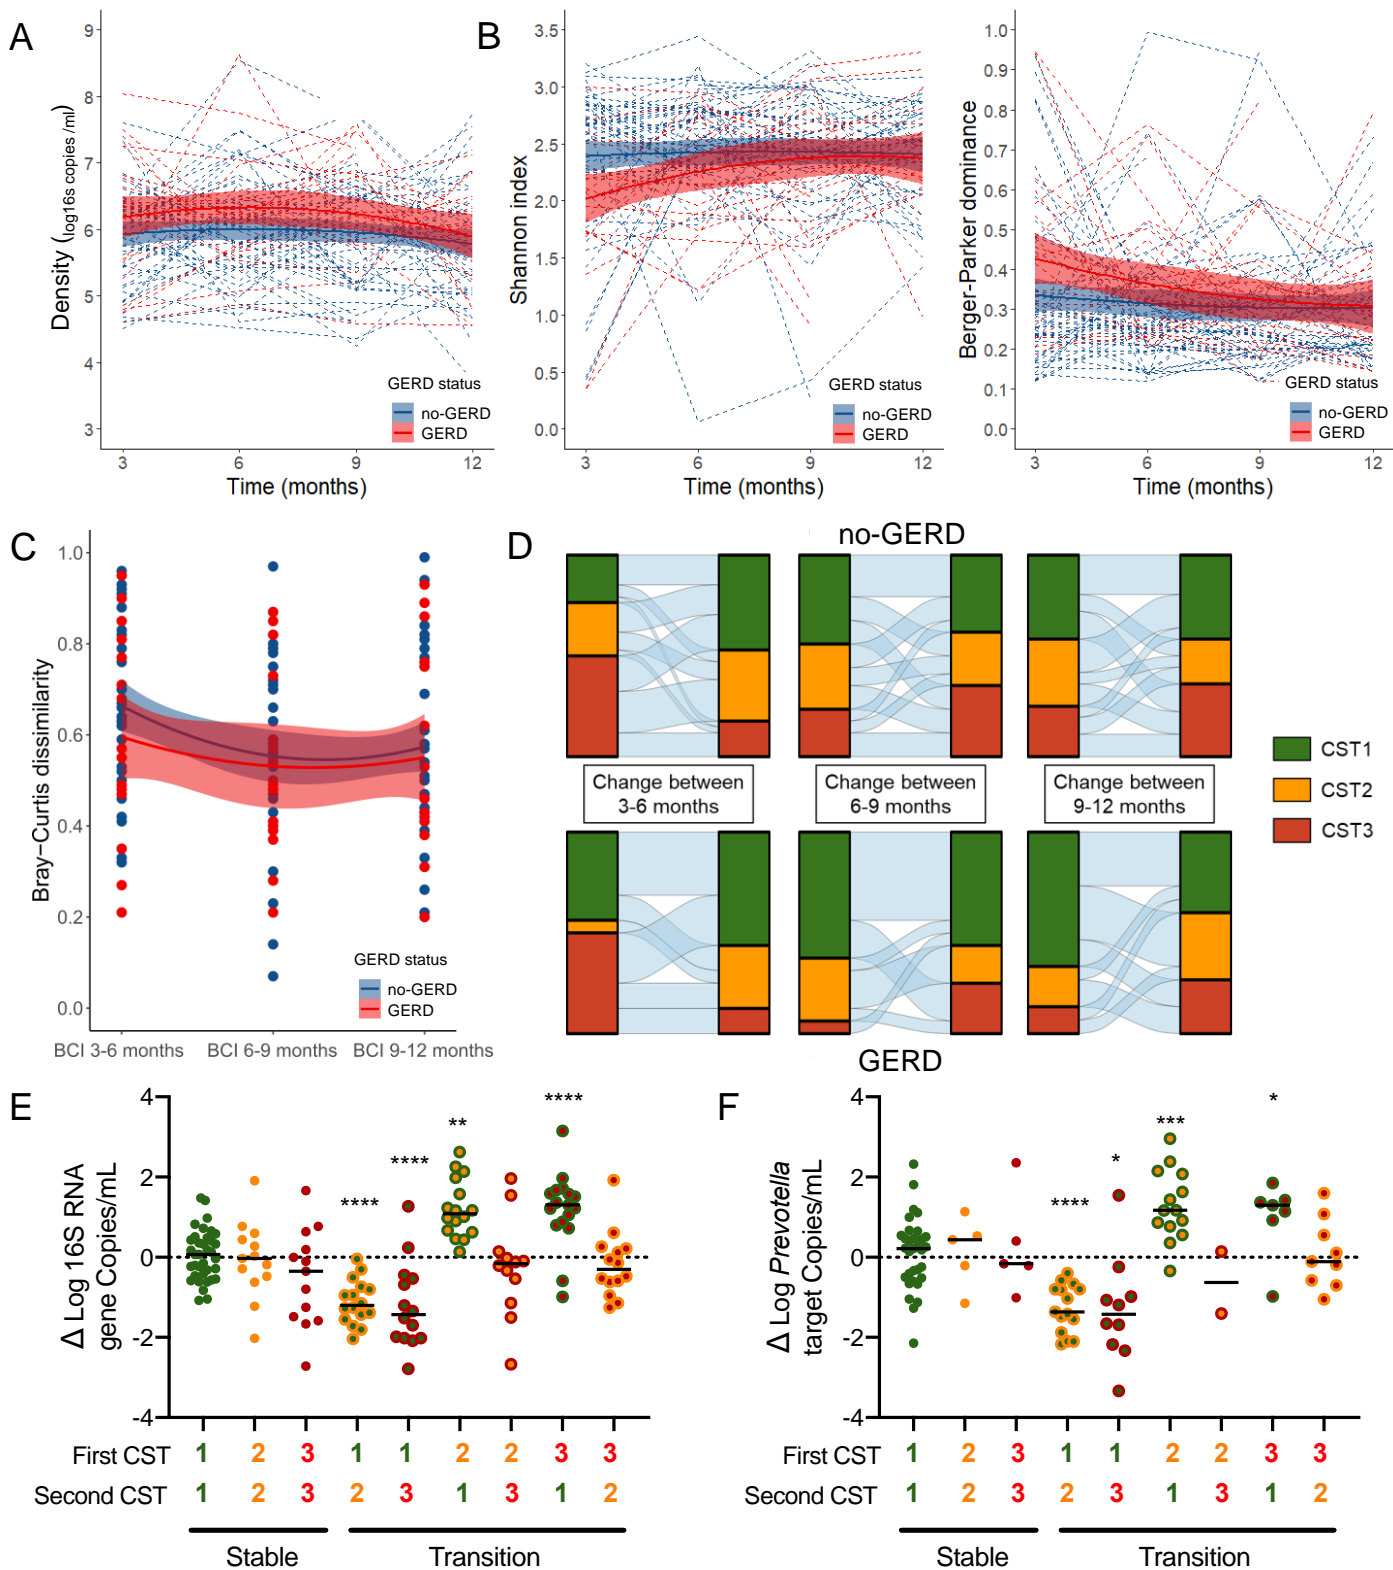 A
9
8
7
6
5
4
3
Density (log16s copies /ml)
3
6
9
12
Time (months)
GERD status
no-GERD
GERD
B
3.5
3.0
2.5
2.0
1.5
1.0
0.5
0.0
Shannon index
3
6
9
12
Time (months)
GERD status
no-GERD
GERD
1.0
0.9
0.8
0.7
0.6
0.5
0.4
0.3
0.2
0.1
0.0
Berger-Parker dominance
3
6
9
12
Time (months)
GERD status
no-GERD
GERD
C
1.0
0.8
0.6
0.4
0.2
0.0
Bray−Curtis dissimilarity
GERD status
no-GERD
GERD
BCI 3-6 months
BCI 6-9 months
BCI 9-12 months
D
no-GERD
Change between
3-6 months
Change between
6-9 months
Change between
9-12 months
CST1
CST2
CST3
GERD
E
4
2
0
-2
-4
Δ Log 16S RNA
gene Copies/mL
****
****
**
****
First CST 1 2 3 1 1 2 2 3 3
Second CST 1 2 3 2 3 1 3 1 2
Stable
Transition
F
4
2
0
-2
-4
Δ Log Prevotella
target Copies/mL
****
*
***
*
First CST 1 2 3 1 1 2 2 3 3
Second CST 1 2 3 2 3 1 3 1 2
Stable
Transition